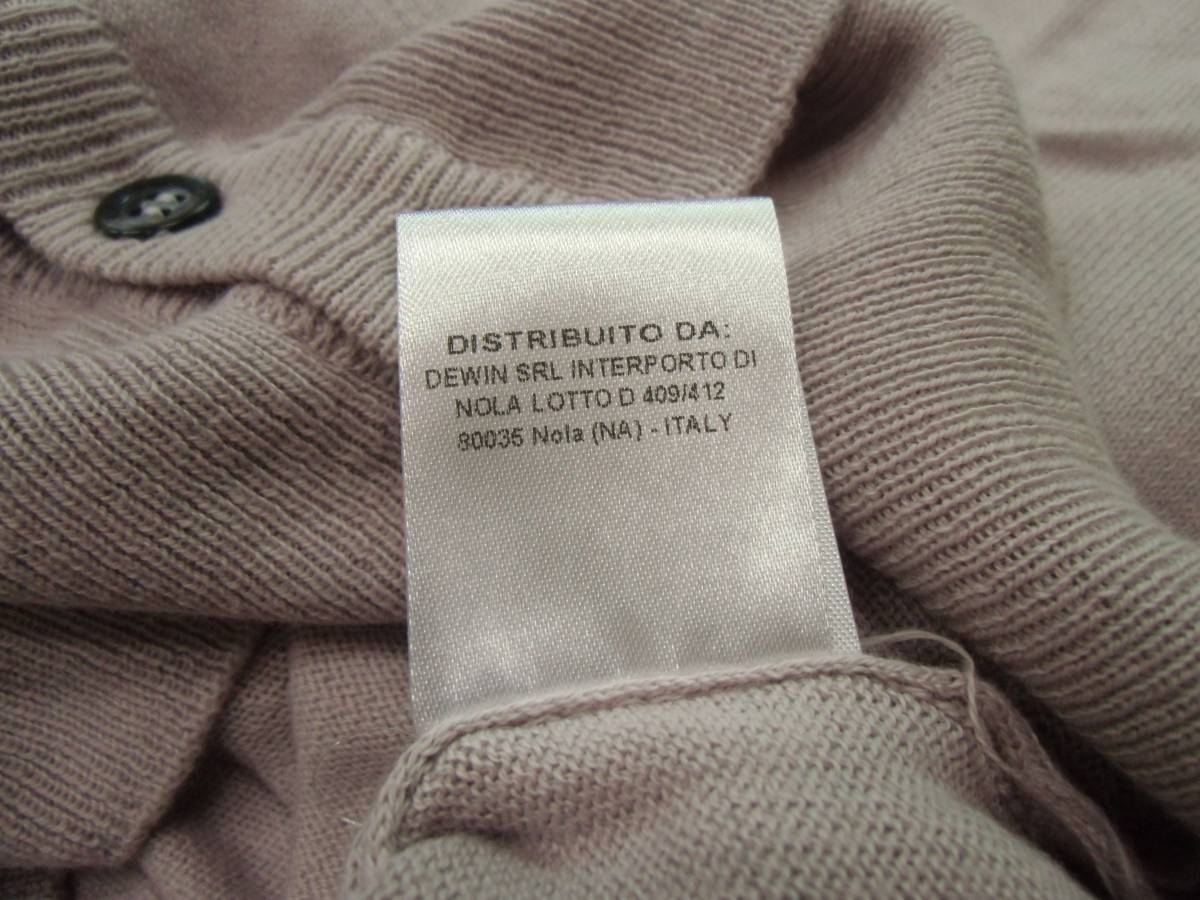 DISTRIBUITO DA:
DEWIN SRL INTERPORTO DI
NOLA LOTTO D 409/412
80035 Nola (NA) - ITALY